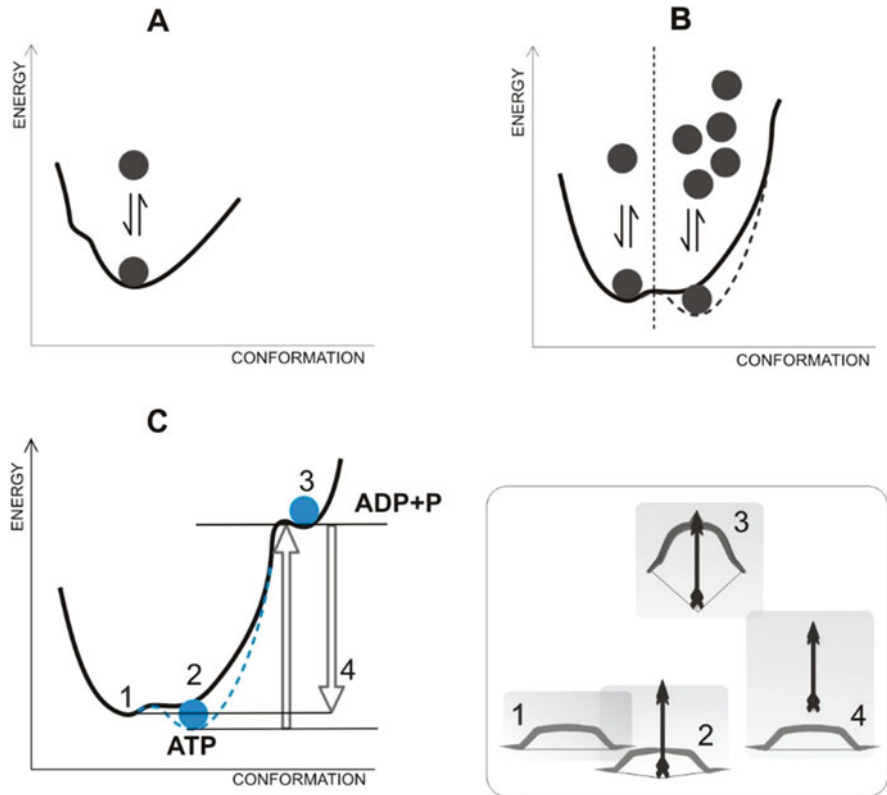 A
ENERGY
CONFORMATION
B
ENERGY
CONFORMATION
C
ENERGY
3
ADP+P
1
2
4
ATP
CONFORMATION
3
1
2
4